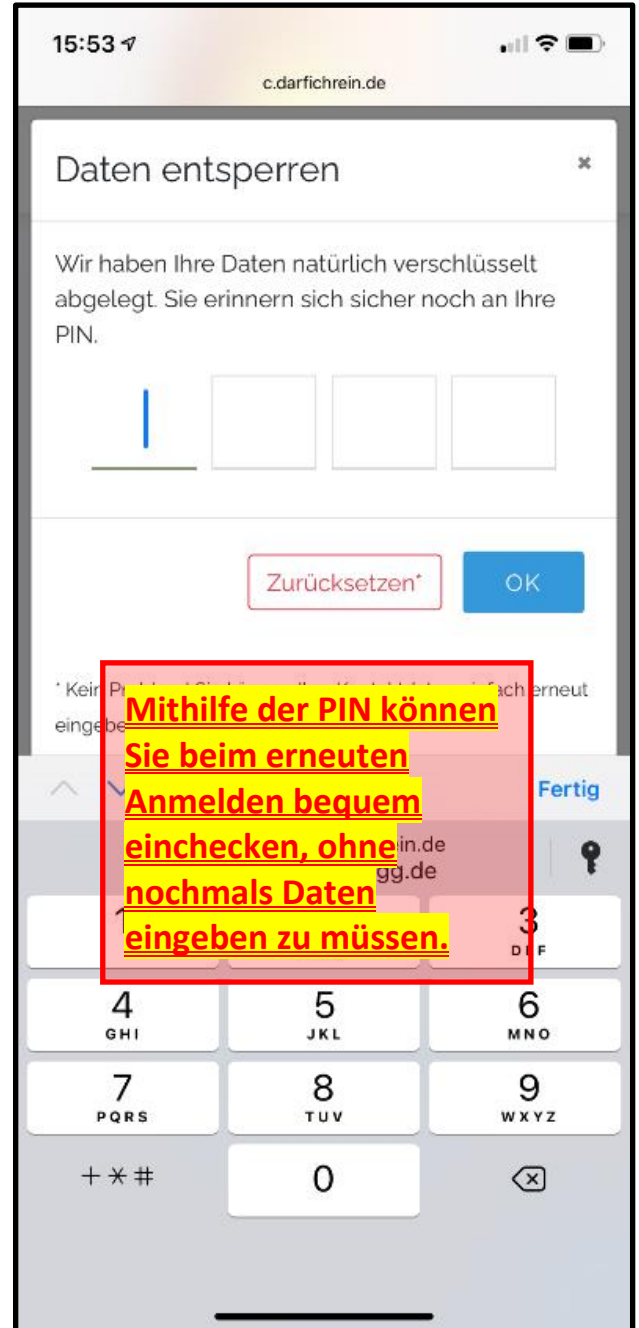 15:53
c.darfichrein.de
Daten entsperren
×
Wir haben Ihre Daten natürlich verschlüsselt
abgelegt. Sie erinnern sich sicher noch an Ihre
PIN.
Zurücksetzen*
OK
* Kein erneut
Mithilfe der PIN können
Sie beim erneuten
Anmelden bequem
einchecken, ohne
nochmals Daten
eingeben zu müssen.
Fertig
in.de
gg.de
3
DEF
4
GHI
5
JKL
6
MNO
7
PQRS
8
TUV
9
WXYZ
+*#
0